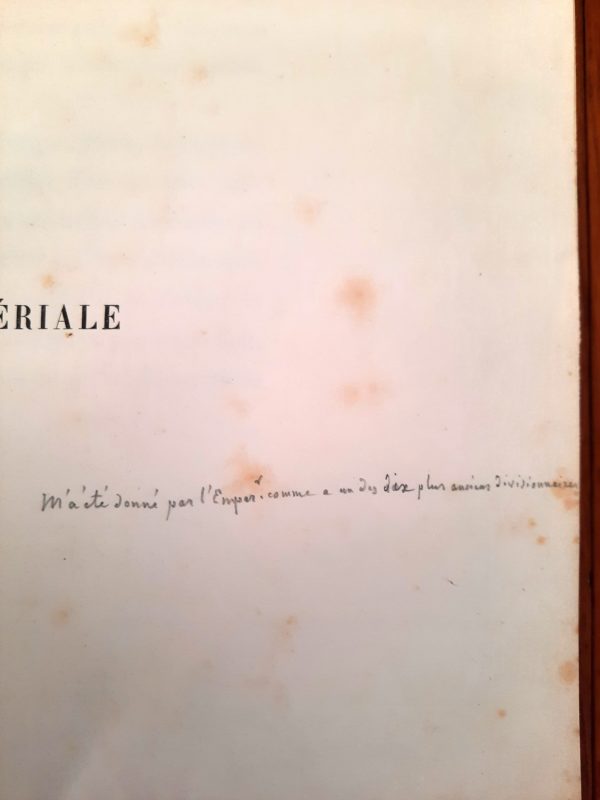 ÉRIALE
M'a été donné par l'Emper.r comme a un des dix plus anciens divisionnaires